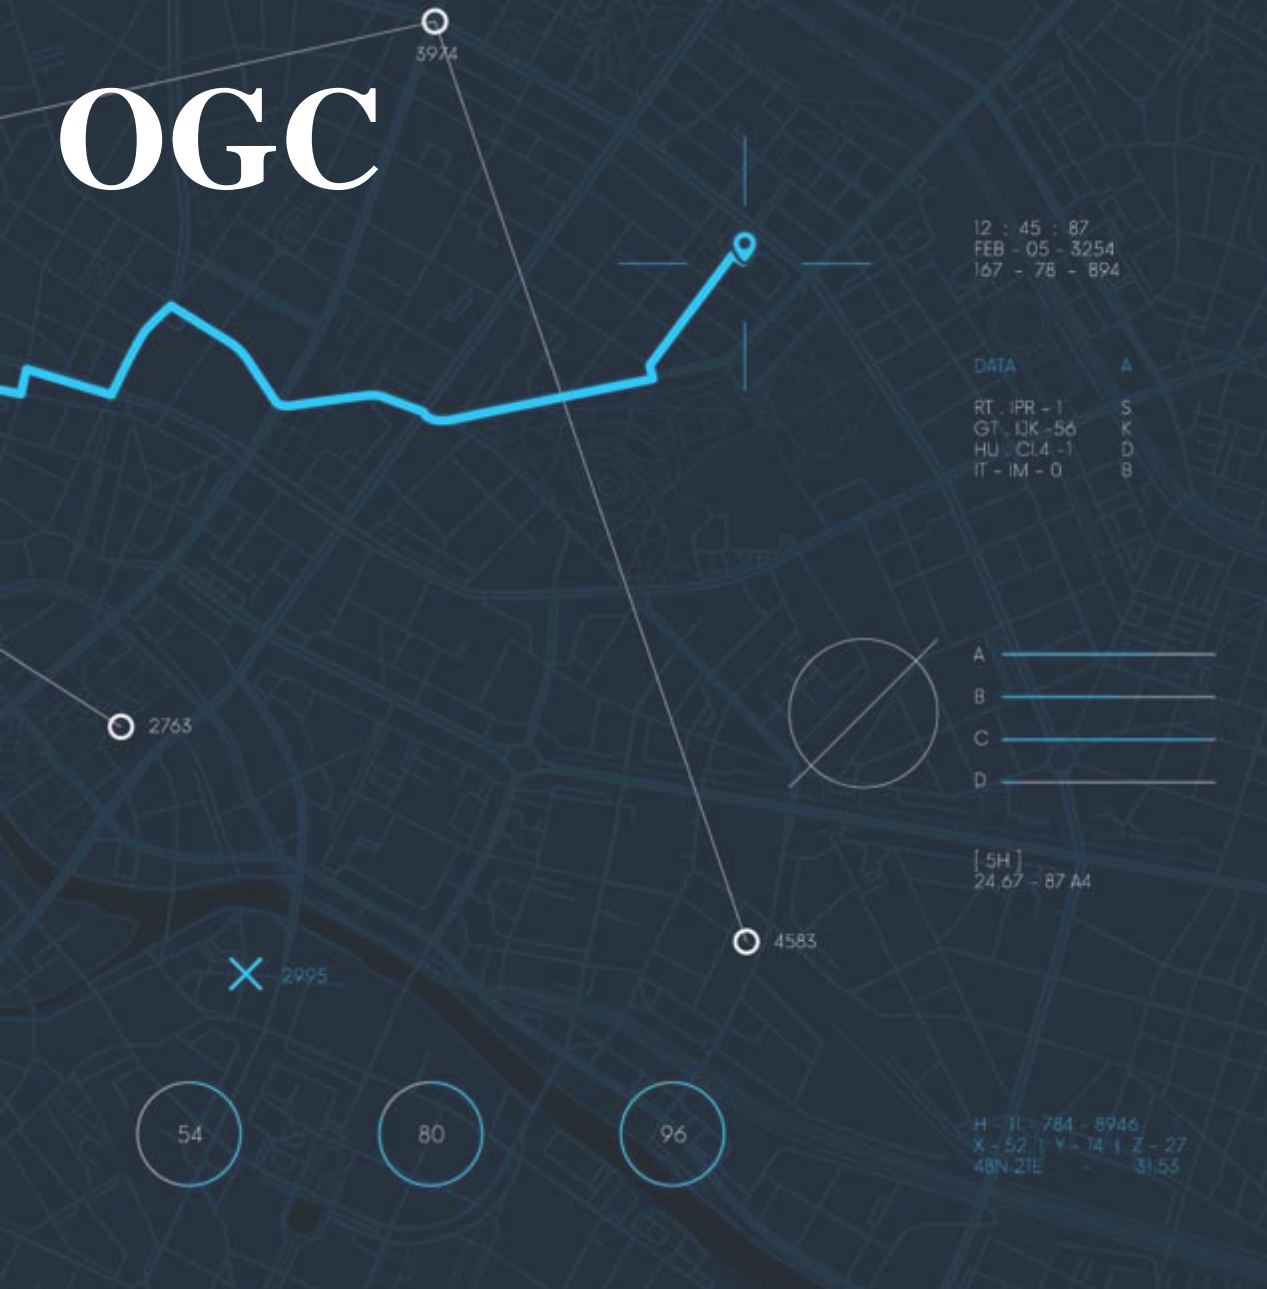 3974
OGC
12 : 45 : 87
FEB - 05 - 3254
167 - 78 - 894
DATA A
RT . IPR - 1 S
GT . IJK -56 K
HU . CI.4 -1 D
IT - IM - 0 B
A
B
C
D
2763
[ 5H ]
24.67 - 87 A4
4583
2995
54
80
96
H - 11 - 784 - 8946
X - 52 | Y - 14 | Z - 27
48N.21E - 31.53